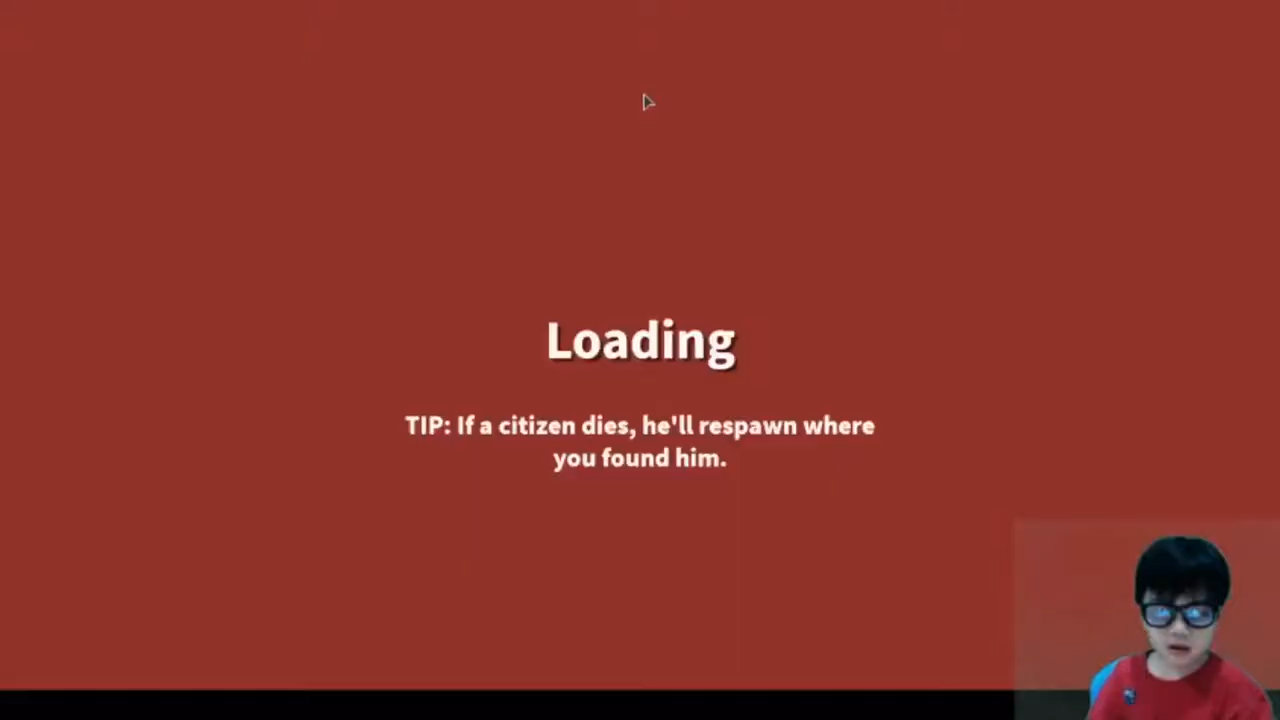 Loading
TIP: If a citizen dies, he'll respawn where
you found him.